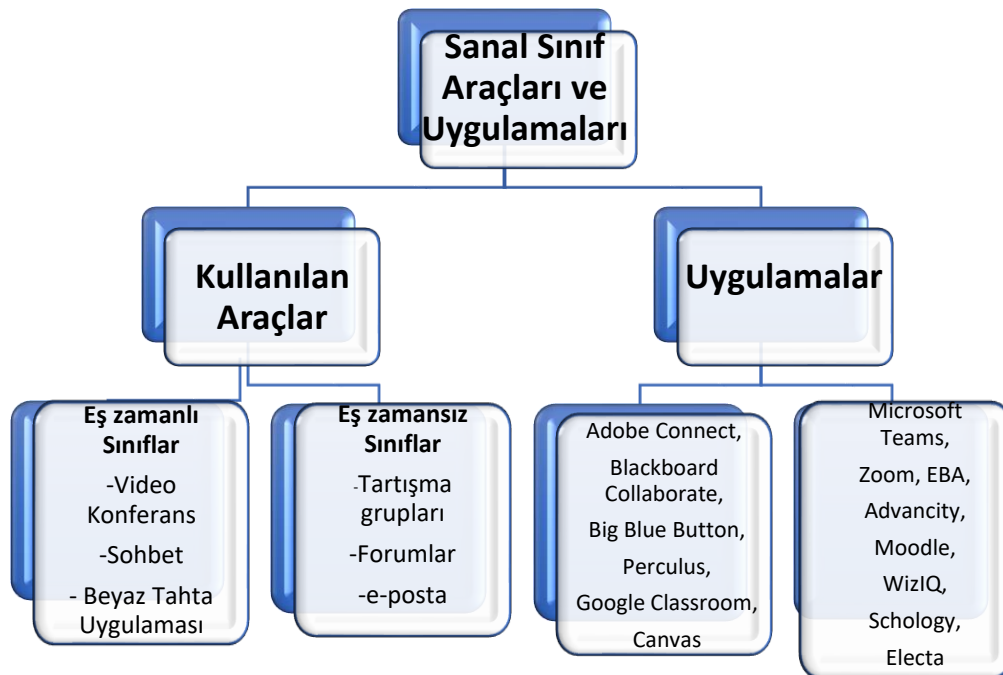 Sanal Sınıf
Araçları ve
Uygulamaları
Kullanılan
Araçlar
Uygulamalar
Eş zamanlı
Sınıflar
-Video
Konferans
-Sohbet
- Beyaz Tahta
Uygulaması
Eş zamansız
Sınıflar
-Tartışma
grupları
-Forumlar
-e-posta
Adobe Connect,
Blackboard
Collaborate,
Big Blue Button,
Perculus,
Google Classroom,
Canvas
Microsoft
Teams,
Zoom, EBA,
Advancity,
Moodle,
WizIQ,
Schology,
Electa